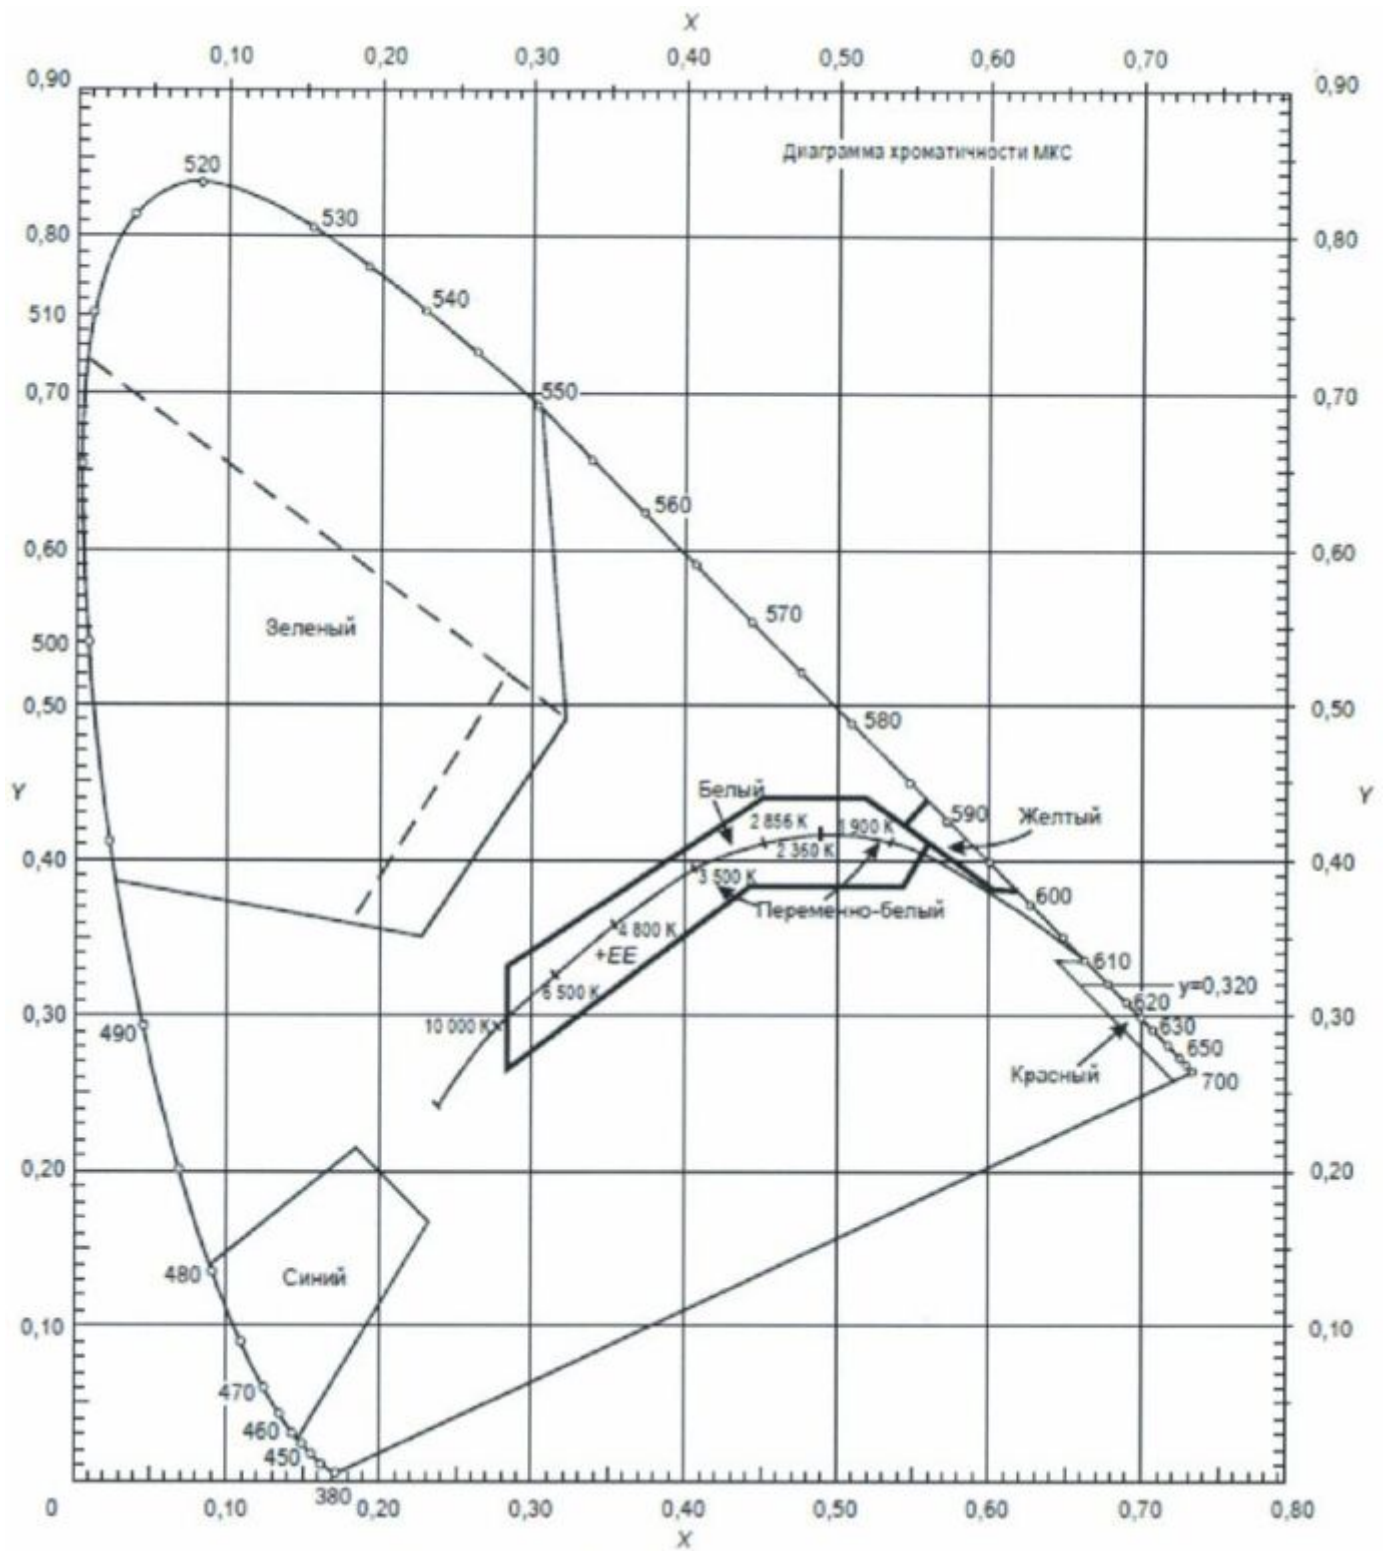 X
0,10 0,20 0,30 0,40 0,50 0,60 0,70
0,90 0,90
Диаграмма хроматичности МКС
520
530
0,80 0,80
540
510
550
0,70 0,70
560
0,60 0,60
570
Зеленый
500
0,50 0,50
580
Y Y
Белый
590 Желтый
2 856 K 1 900 K
2 360 K
0,40 0,40
3 500 K
600
Переменно-белый
4 800 K
+EE
610
6 500 K
y=0,320
620
0,30 0,30
10 000 K
630
490
650
Красный
700
0,20 0,20
480
Синий
0,10 0,10
470
460
450
380
0 0,10 0,20 0,30 0,40 0,50 0,60 0,70 0,80
X